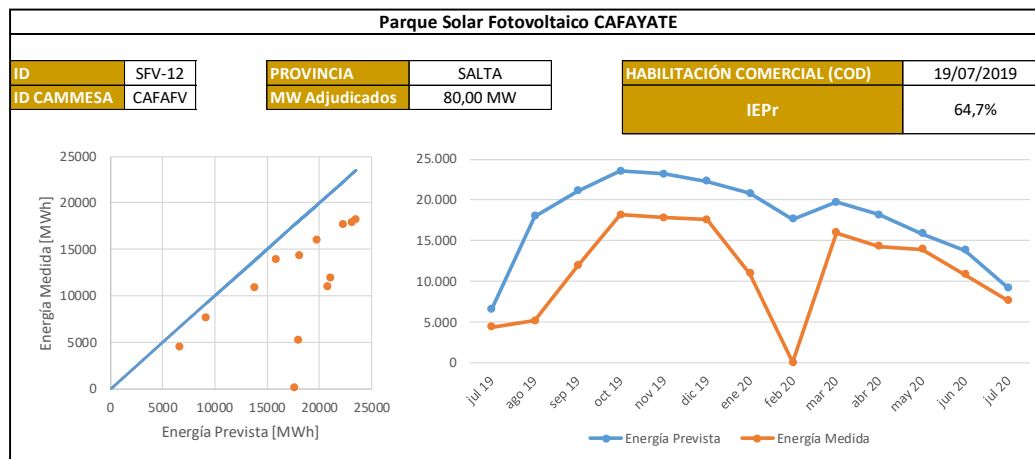 Parque Solar Fotovoltaico CAFAYATE
ID SFV-12 PROVINCIA SALTA HABILITACIÓN COMERCIAL (COD) 19/07/2019
ID CAMMESA CAFAFV MW Adjudicados 80,00 MW IEPr 64,7%
Energía Medida [MWh]
25000
20000
15000
10000
5000
0
0 5000 10000 15000 20000 25000
Energía Prevista [MWh]
25.000
20.000
15.000
10.000
5.000
0
jul 19 ago 19 sep 19 oct 19 nov 19 dic 19 ene 20 feb 20 mar 20 abr 20 may 20 jun 20 jul 20
Energía Prevista Energía Medida